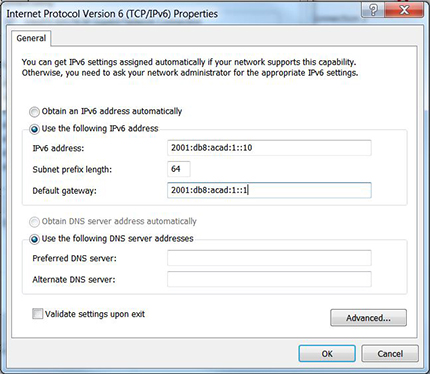 Internet Protocol Version 6 (TCP/IPv6) Properties
General
You can get IPv6 settings assigned automatically if your network supports this capability.
Otherwise, you need to ask your network administrator for the appropriate IPv6 settings.
Obtain an IPv6 address automatically
Use the following IPv6 address
IPv6 address: 2001:db8:acad:1::10
Subnet prefix length: 64
Default gateway: 2001:db8:acad:1::1
Obtain DNS server address automatically
Use the following DNS server addresses
Preferred DNS server:
Alternate DNS server:
Validate settings upon exit
Advanced...
OK Cancel